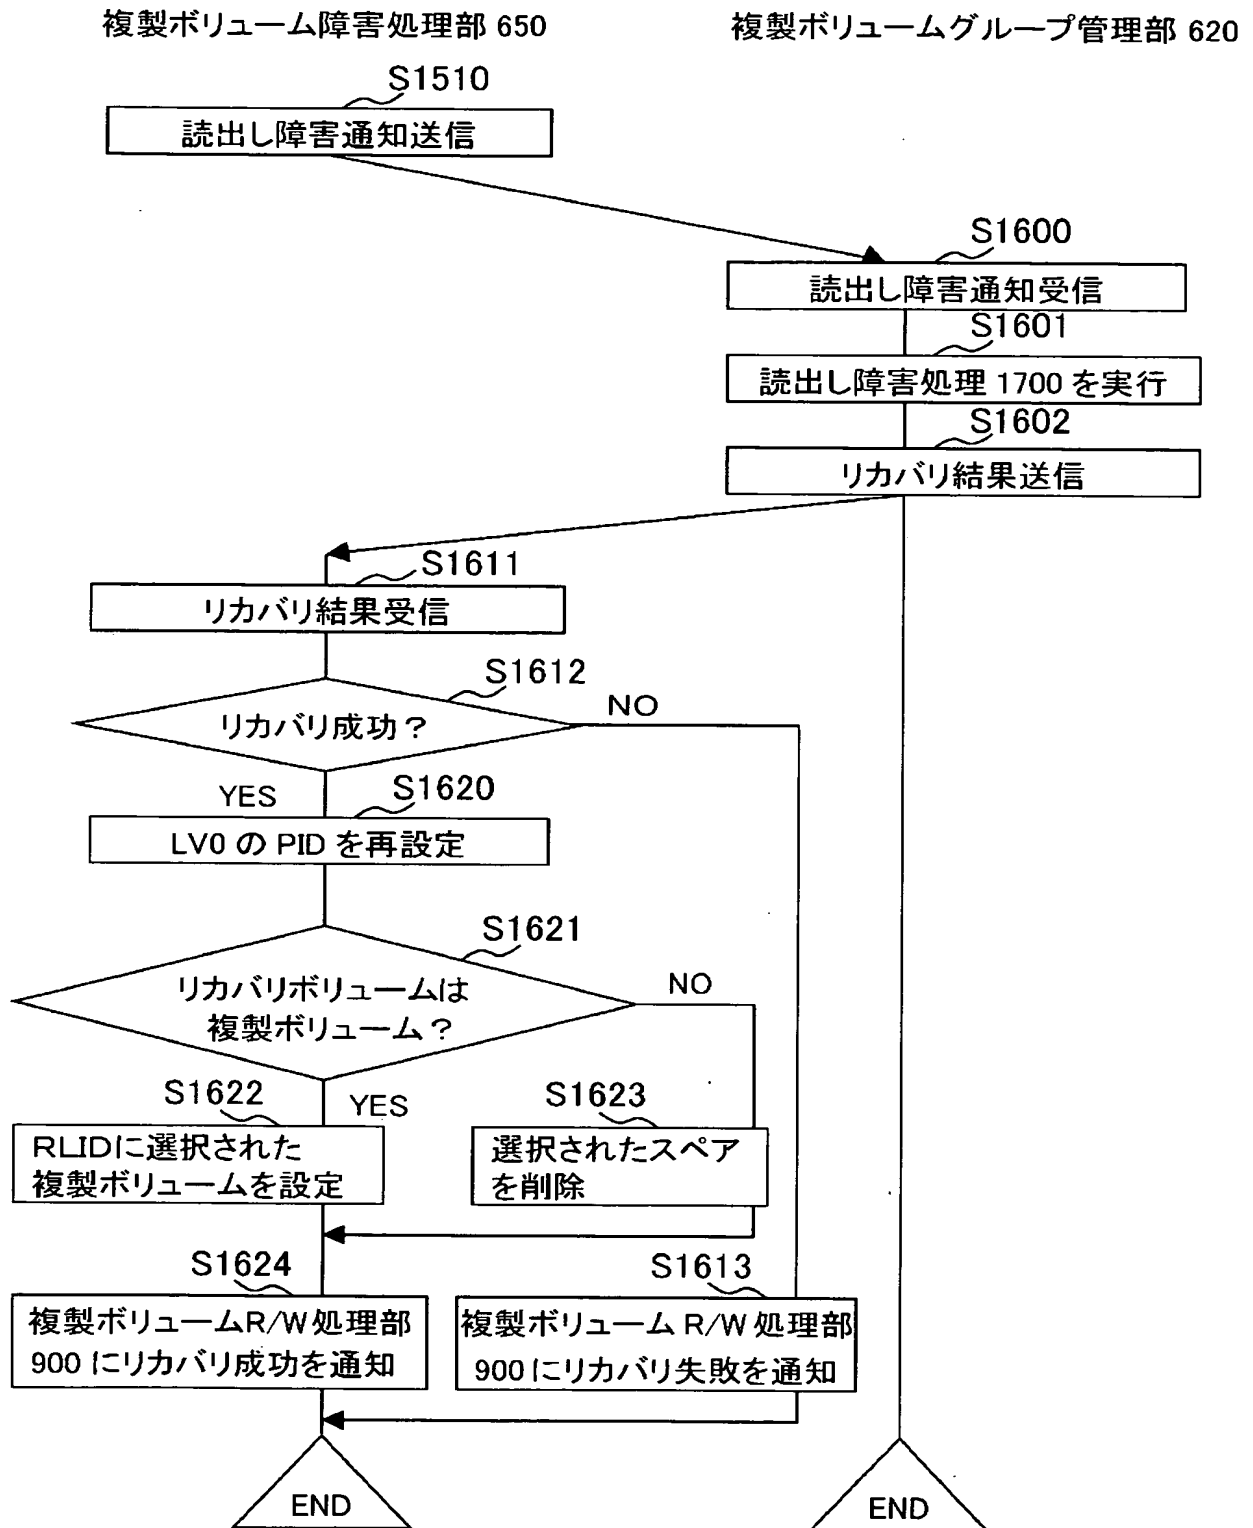 複製ボリューム障害処理部 650
複製ボリュームグループ管理部 620
S1510
読出し障害通知送信
S1600
読出し障害通知受信
S1601
読出し障害処理 1700 を実行
S1602
リカバリ結果送信
S1611
リカバリ結果受信
S1612
リカバリ成功？
NO
YES
S1620
LV0 の PID を再設定
S1621
リカバリボリュームは
複製ボリューム？
NO
YES
S1622
RLIDに選択された
複製ボリュームを設定
S1623
選択されたスペア
を削除
S1624
複製ボリュームR/W処理部
900 にリカバリ成功を通知
S1613
複製ボリューム R/W 処理部
900 にリカバリ失敗を通知
END
END